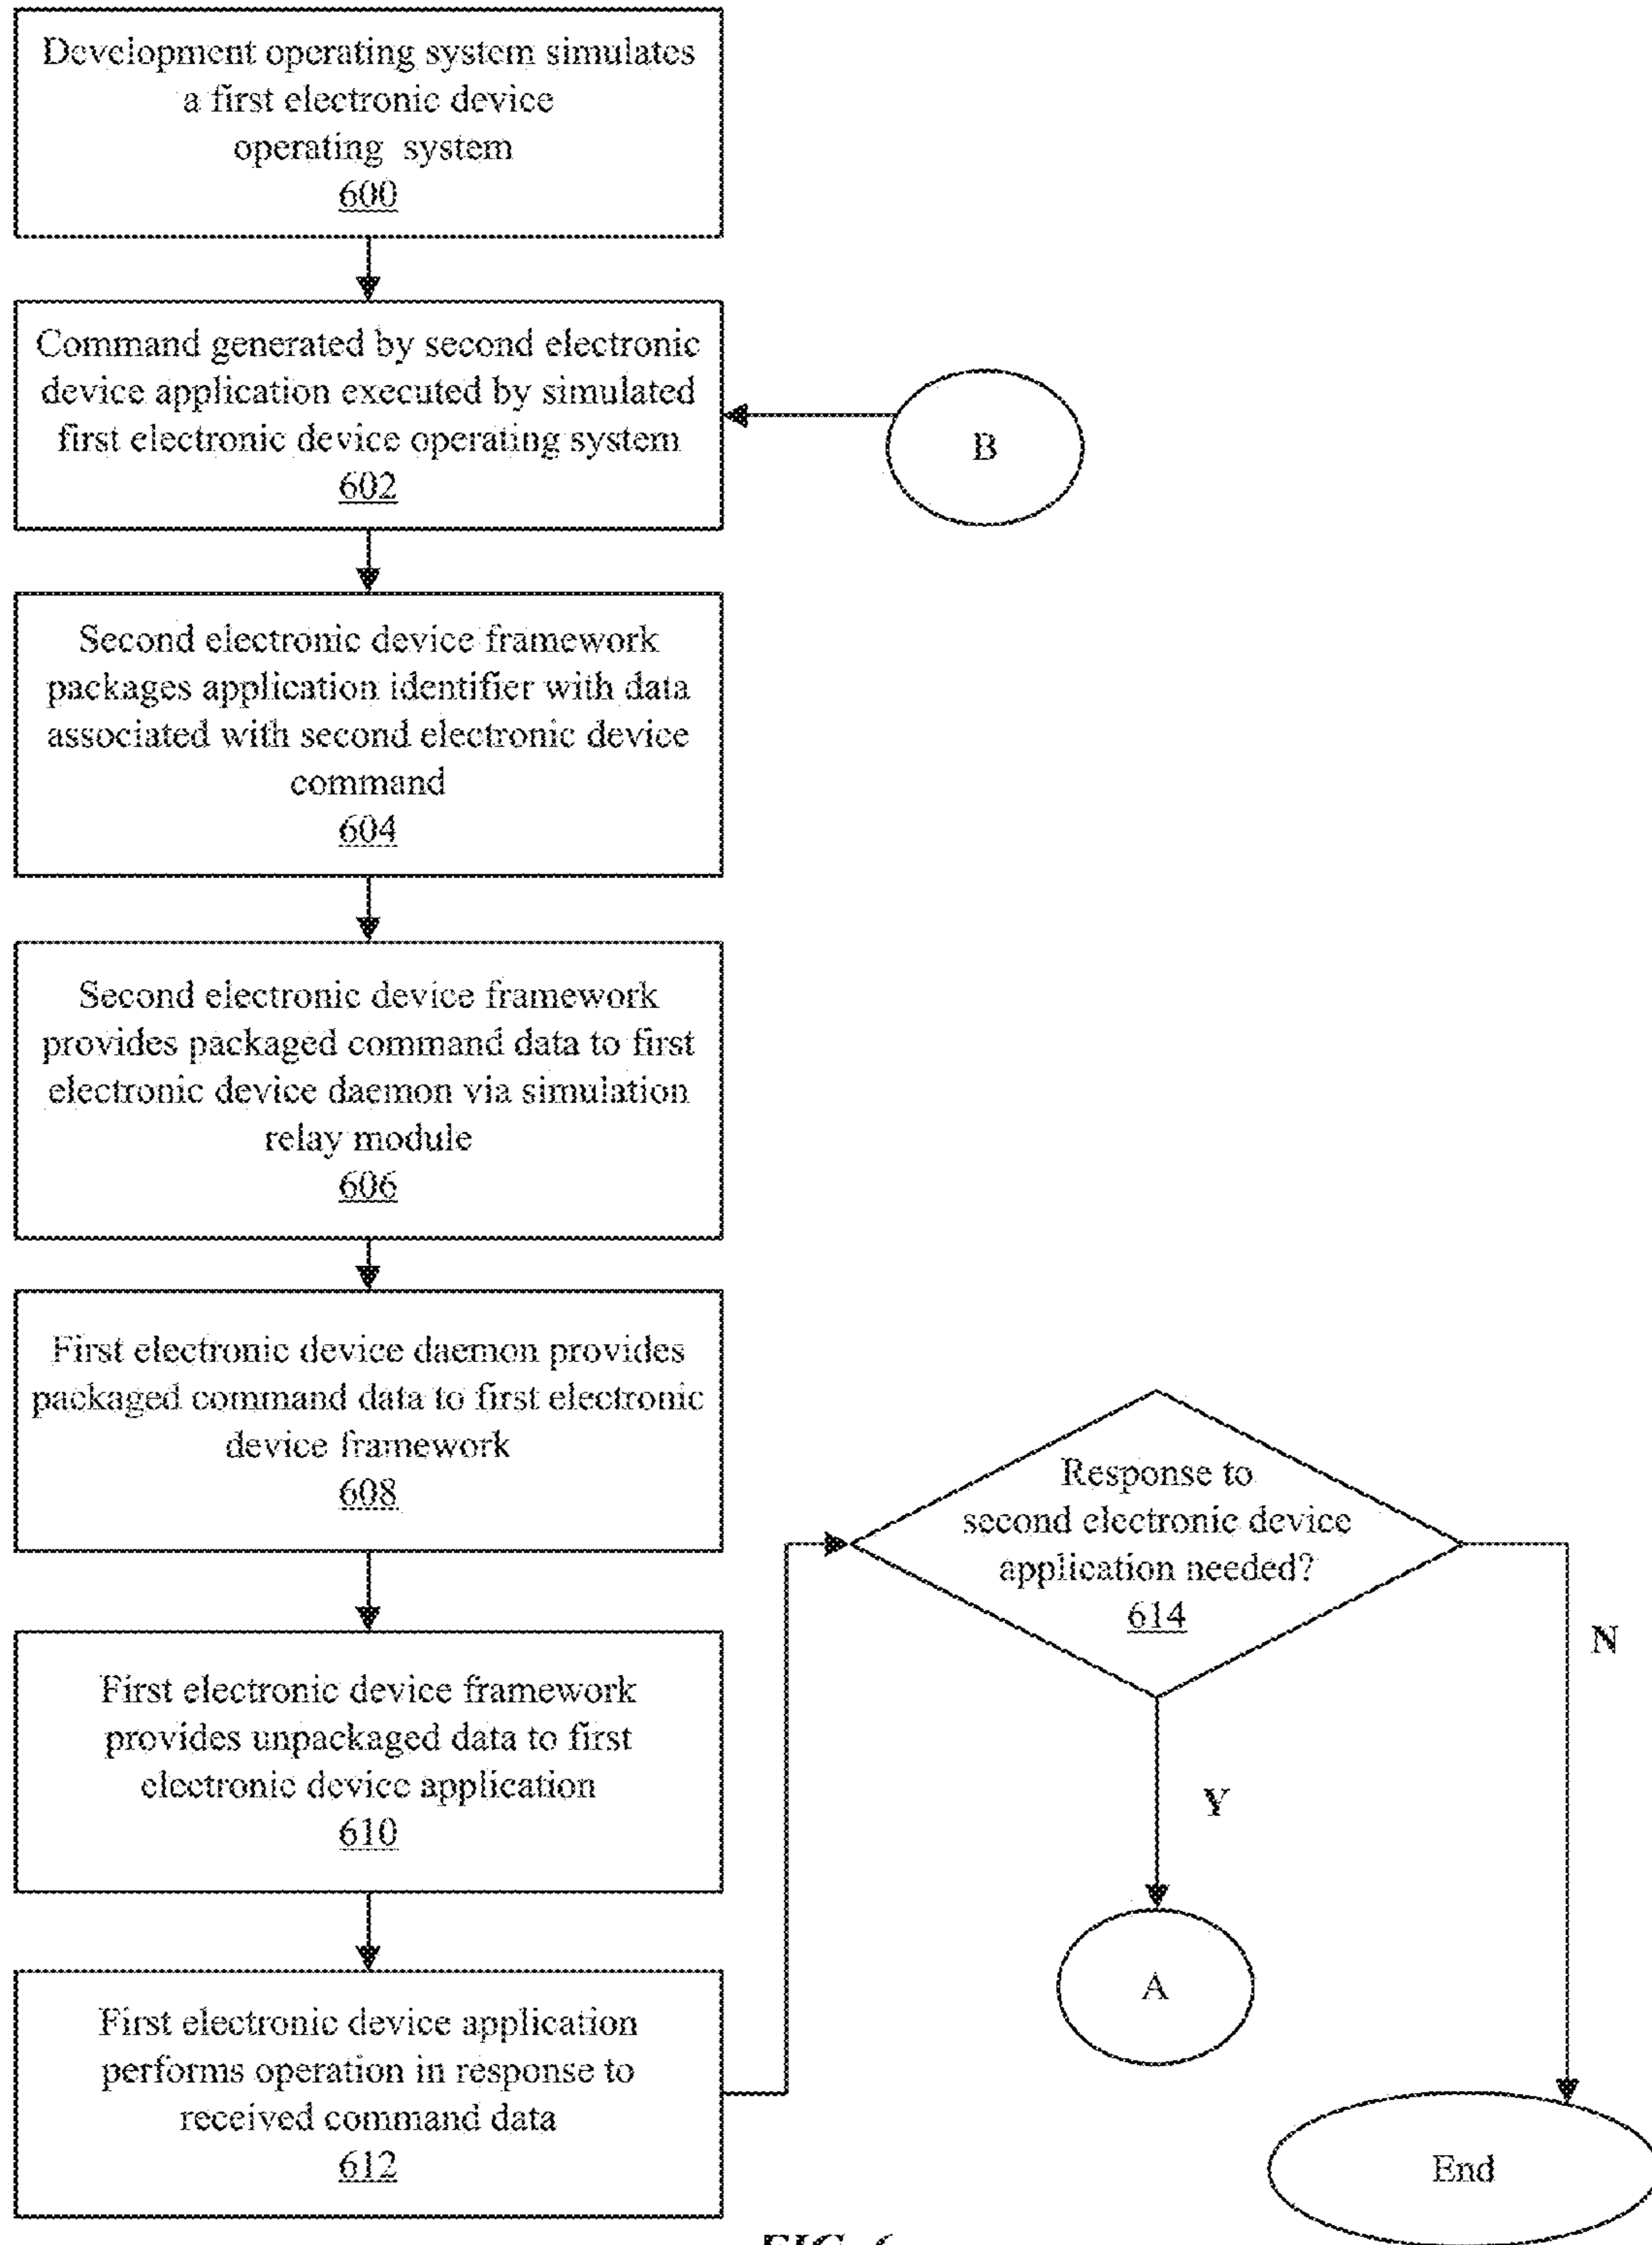 Development operating system simulates
a first electronic device
operating system
600
Command generated by second electronic
device application executed by simulated
first electronic device operating system
602
B
Second electronic device framework
packages application identifier with data
associated with second electronic device
command
604
Second electronic device framework
provides packaged command data to first
electronic device daemon via simulation
relay module
606
First electronic device daemon provides
packaged command data to first electronic
device framework
608
First electronic device framework
provides unpackaged data to first
electronic device application
610
First electronic device application
performs operation in response to
received command data
612
Response to
second electronic device
application needed?
614
N
Y
A
End
FIG. 6